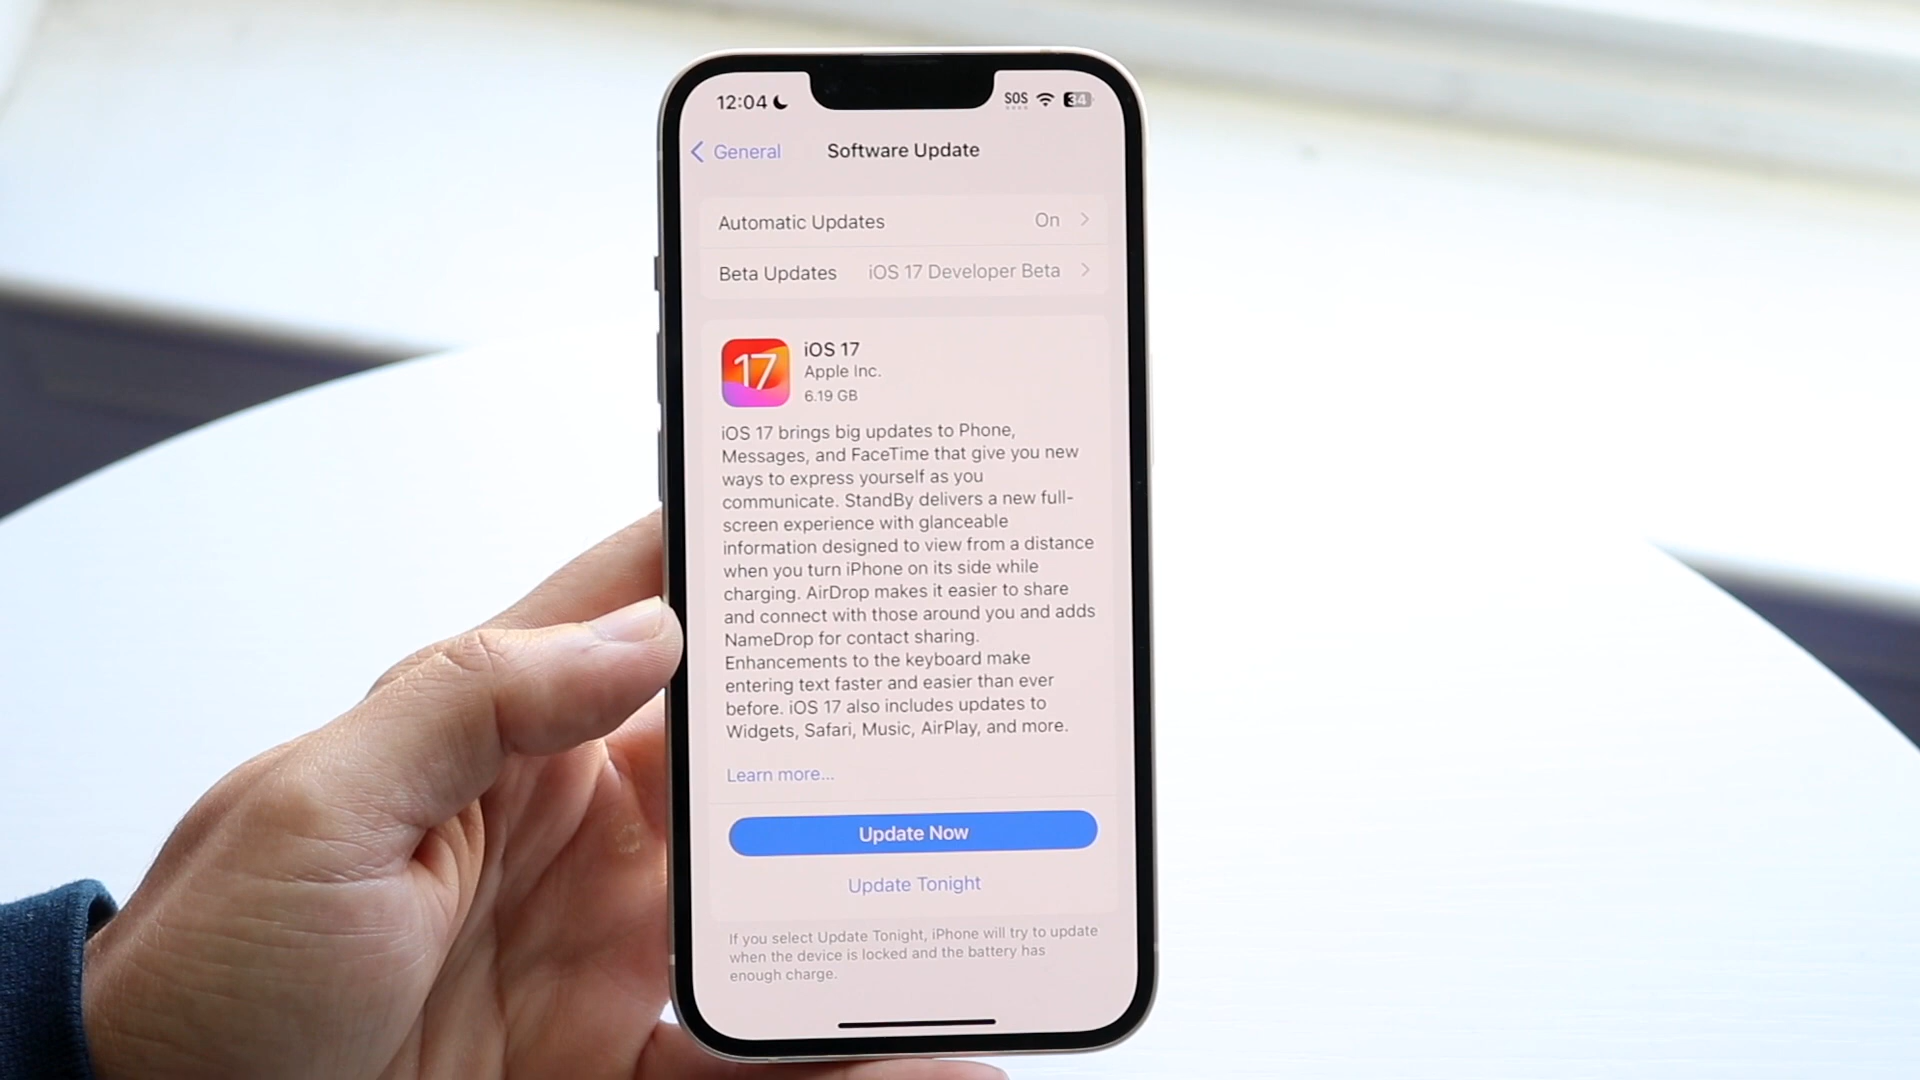 12:04 SOS 34
General Software Update
Automatic Updates On
Beta Updates iOS 17 Developer Beta
17
iOS 17
Apple Inc.
6.19 GB
iOS 17 brings big updates to Phone,
Messages, and FaceTime that give you new
ways to express yourself as you
communicate. StandBy delivers a new full-
screen experience with glanceable
information designed to view from a distance
when you turn iPhone on its side while
charging. AirDrop makes it easier to share
and connect with those around you and adds
NameDrop for contact sharing.
Enhancements to the keyboard make
entering text faster and easier than ever
before. iOS 17 also includes updates to
Widgets, Safari, Music, AirPlay, and more.
Learn more...
Update Now
Update Tonight
If you select Update Tonight, iPhone will try to update
when the device is locked and the battery has
enough charge.